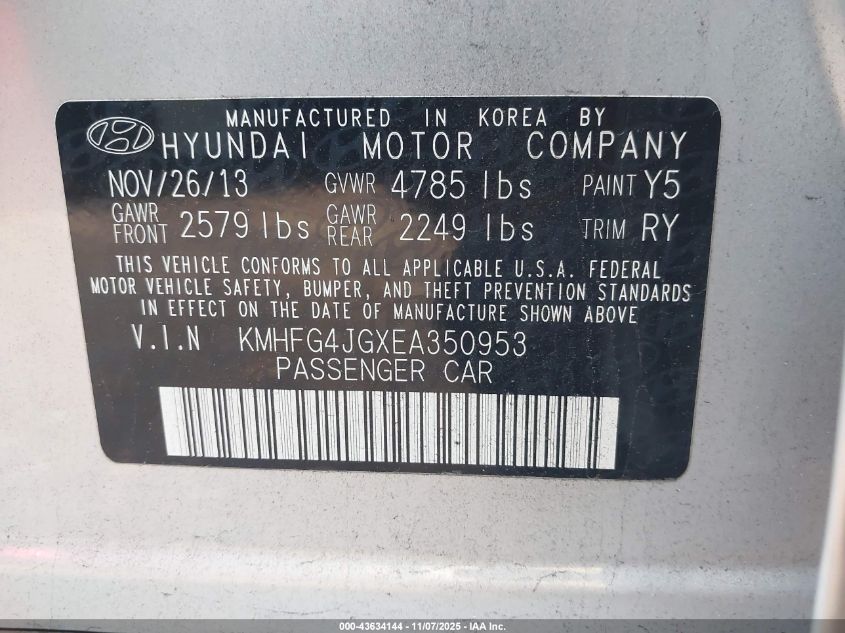 MANUFACTURED IN KOREA BY
HYUNDAI MOTOR COMPANY
NOV/26/13 GVWR 4785 lbs PAINT Y5
GAWR FRONT 2579 lbs GAWR REAR 2249 lbs TRIM RY
THIS VEHICLE CONFORMS TO ALL APPLICABLE U.S.A. FEDERAL
MOTOR VEHICLE SAFETY, BUMPER, AND THEFT PREVENTION STANDARDS
IN EFFECT ON THE DATE OF MANUFACTURE SHOWN ABOVE
V.I.N KMHFG4JGXEA350953
PASSENGER CAR
000-43634144 - 11/07/2025 - IAA Inc.